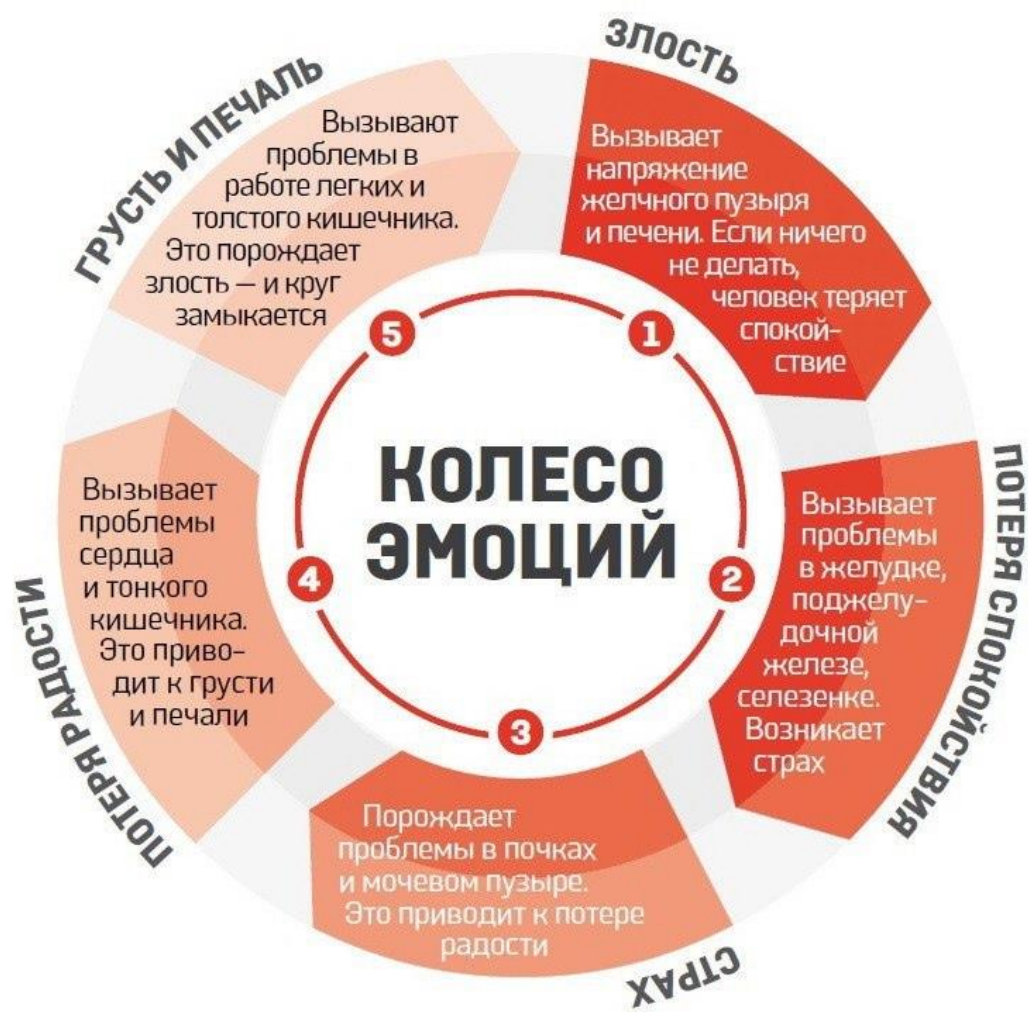 КОЛЕСО
ЭМОЦИЙ
ЗЛОСТЬ
1
Вызывает
напряжение
желчного пузыря
и печени. Если ничего
не делать,
человек теряет
спокой-
ствие
ПОТЕРЯ СПОКОЙСТВИЯ
2
Вызывает
проблемы
в желудке,
поджелу-
дочной
железе,
селезенке.
Возникает
страх
СТРАХ
3
Порождает
проблемы в почках
и мочевом пузыре.
Это приводит к потере
радости
ПОТЕРЯ РАДОСТИ
4
Вызывает
проблемы
сердца
и тонкого
кишечника.
Это приво-
дит к грусти
и печали
ГРУСТЬ И ПЕЧАЛЬ
5
Вызывают
проблемы в
работе легких и
толстого кишечника.
Это порождает
злость — и круг
замыкается